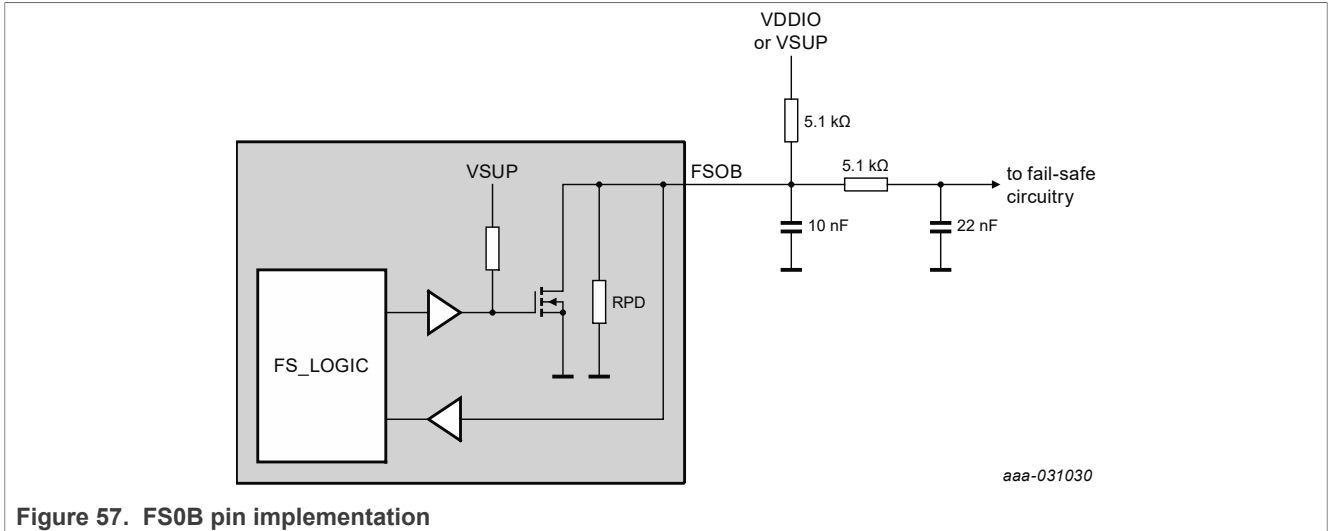 VDDIO
or VSUP
5.1 kΩ
VSUP
FSOB
5.1 kΩ
to fail-safe
circuitry
10 nF
22 nF
RPD
FS_LOGIC
aaa-031030
Figure 57. FS0B pin implementation